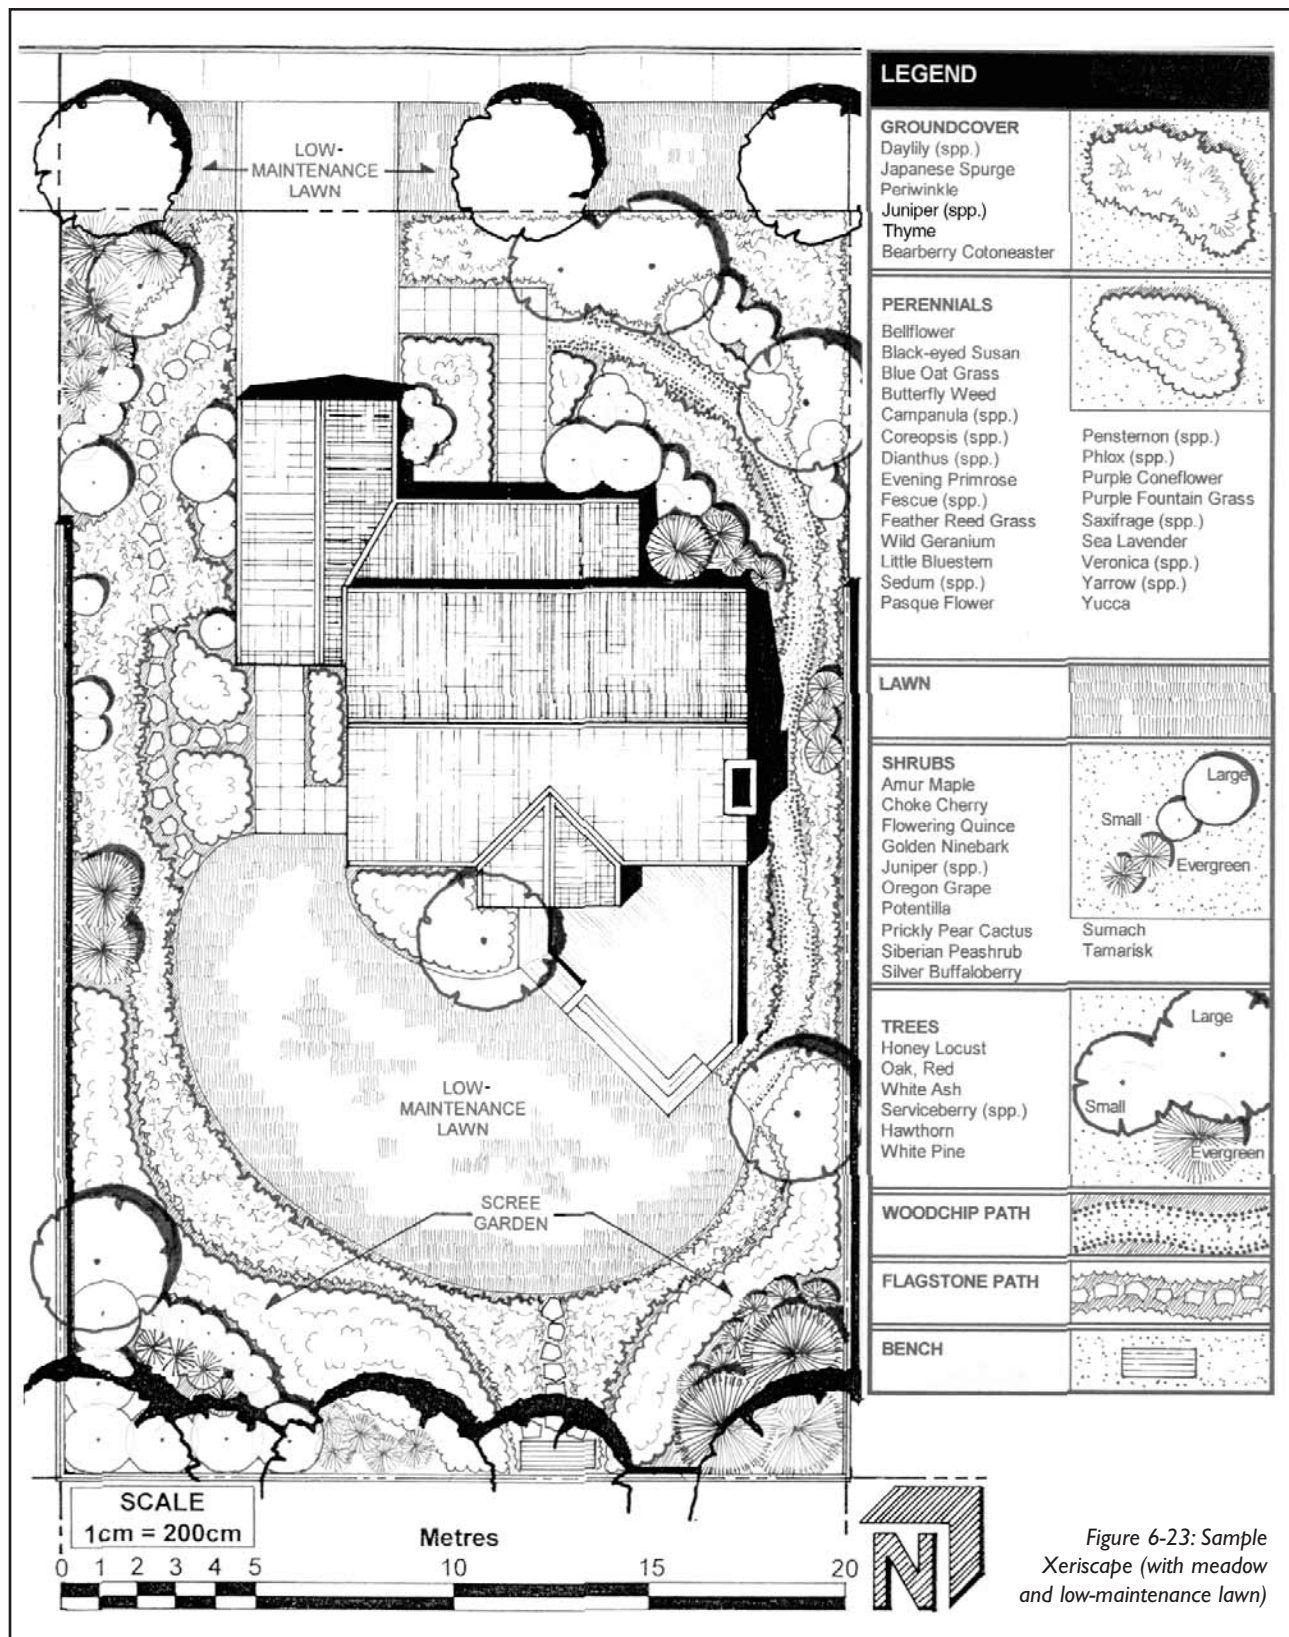 LOW-
MAINTENANCE
LAWN
LOW-
MAINTENANCE
LAWN
SCREE
GARDEN
SCALE
1cm = 200cm
Metres
0 1 2 3 4 5 10 15 20
N
LEGEND
GROUNDCOVER
Daylily (spp.)
Japanese Spurge
Periwinkle
Juniper (spp.)
Thyme
Bearberry Cotoneaster
PERENNIALS
Bellflower
Black-eyed Susan
Blue Oat Grass
Butterfly Weed
Campanula (spp.)
Coreopsis (spp.)
Dianthus (spp.)
Evening Primrose
Fescue (spp.)
Feather Reed Grass
Wild Geranium
Little Bluestem
Sedum (spp.)
Pasque Flower
Penstemon (spp.)
Phlox (spp.)
Purple Coneflower
Purple Fountain Grass
Saxifrage (spp.)
Sea Lavender
Veronica (spp.)
Yarrow (spp.)
Yucca
LAWN
SHRUBS
Amur Maple
Choke Cherry
Flowering Quince
Golden Ninebark
Juniper (spp.)
Oregon Grape
Potentilla
Prickly Pear Cactus
Siberian Peashrub
Silver Buffaloberry
Large
Small
Evergreen
Sumach
Tamarisk
TREES
Honey Locust
Oak, Red
White Ash
Serviceberry (spp.)
Hawthorn
White Pine
Large
Small
Evergreen
WOODCHIP PATH
FLAGSTONE PATH
BENCH
Figure 6-23: Sample
Xeriscape (with meadow
and low-maintenance lawn)